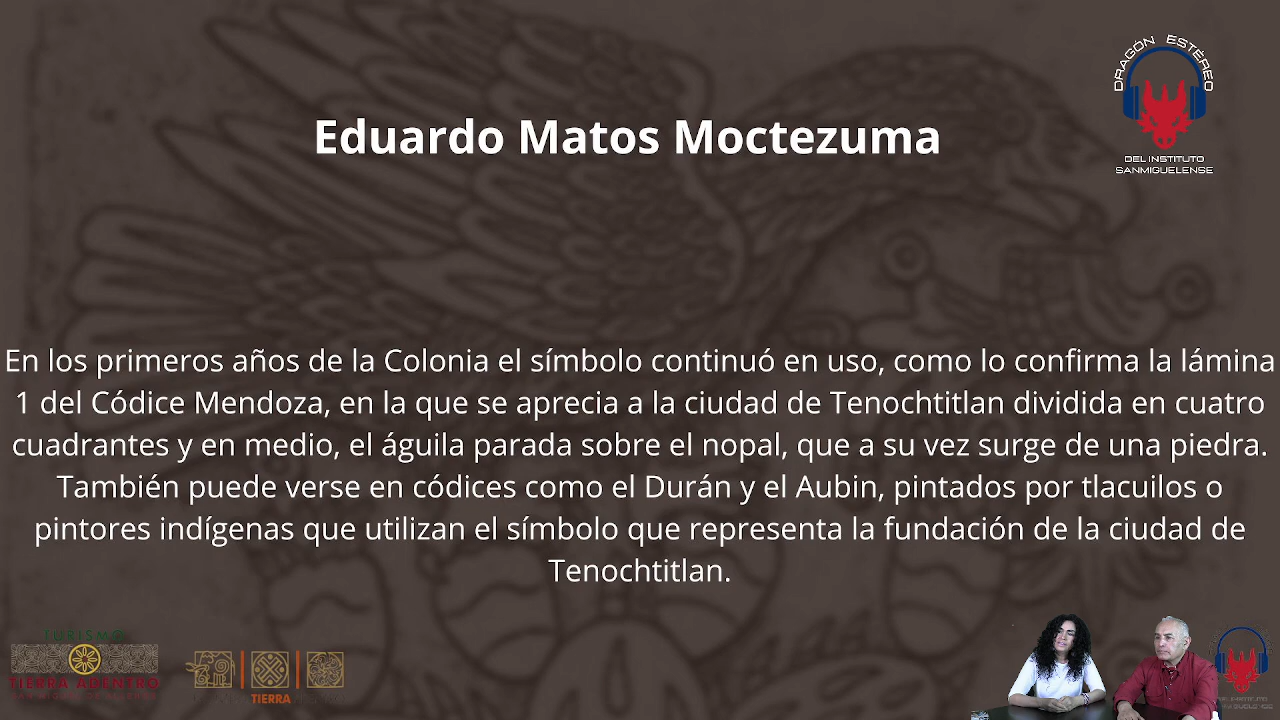 DRAGÓN ESTÉREO
DEL INSTITUTO
SANMIGUELENSE
Eduardo Matos Moctezuma
En los primeros años de la Colonia el símbolo continuó en uso, como lo confirma la lámina
1 del Códice Mendoza, en la que se aprecia a la ciudad de Tenochtitlan dividida en cuatro
cuadrantes y en medio, el águila parada sobre el nopal, que a su vez surge de una piedra.
También puede verse en códices como el Durán y el Aubin, pintados por tlacuilos o
pintores indígenas que utilizan el símbolo que representa la fundación de la ciudad de
Tenochtitlan.
TURISMO
TIERRA ADENTRO
TIERRA